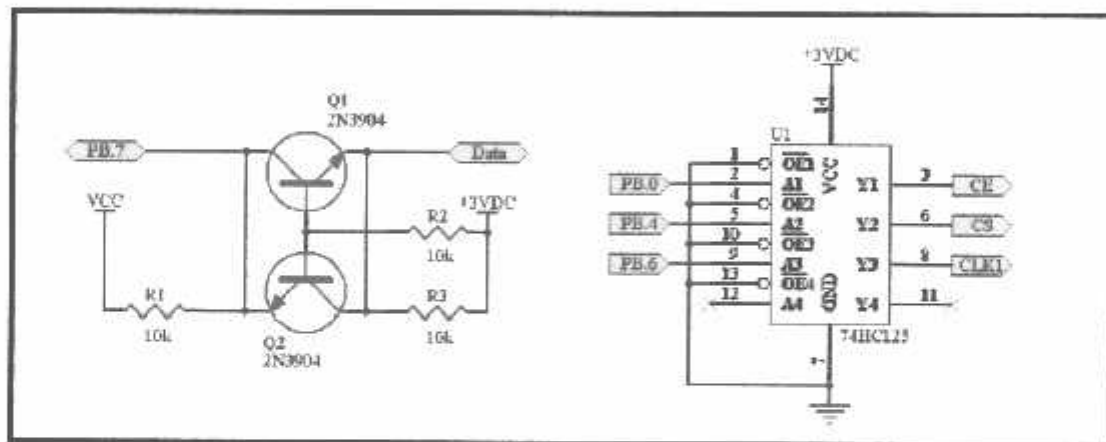 Q1
2N3904
PB.7
Data
VCC
+3VDC
R2
10k
R1
10k
R3
10k
Q2
2N3904
+3VDC
14
U1
1
OE1
VCC
2
PB.0
A1
Y1
3
CE
4
OE2
5
PB.4
A2
Y2
6
CS
10
OE3
9
PB.6
A3
Y3
8
CLK1
13
OE4
GND
12
A4
Y4
11
74HC125
7